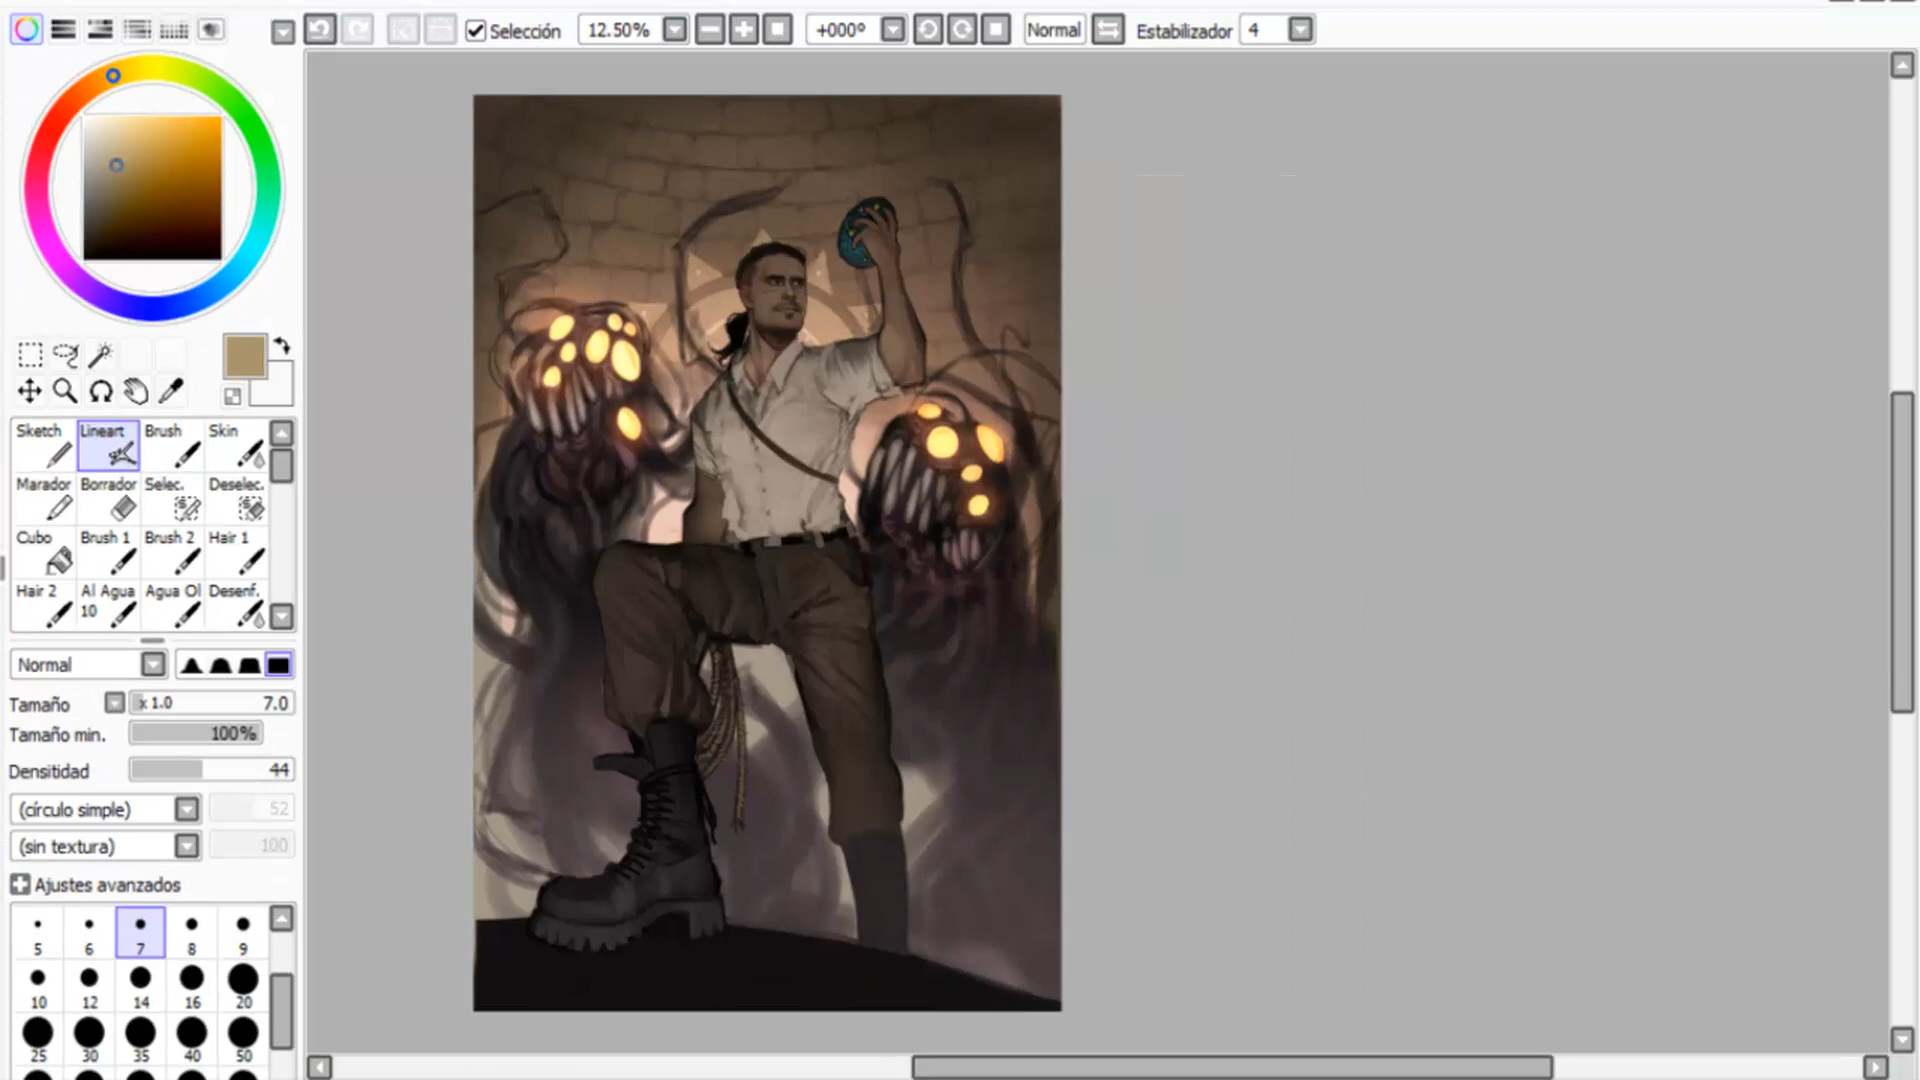 Selección 12.50% +000º Normal Estabilizador 4
Sketch Lineart Brush Skin
Marador Borrador Selec. Deselec.
Cubo Brush 1 Brush 2 Hair 1
Hair 2 Al Agua 10 Agua Ol Desenf.
Normal
Tamaño x 1.0 7.0
Tamaño min. 100%
Densitidad 44
(círculo simple) 52
(sin textura) 100
Ajustes avanzados
5 6 7 8 9
10 12 14 16 20
25 30 35 40 50